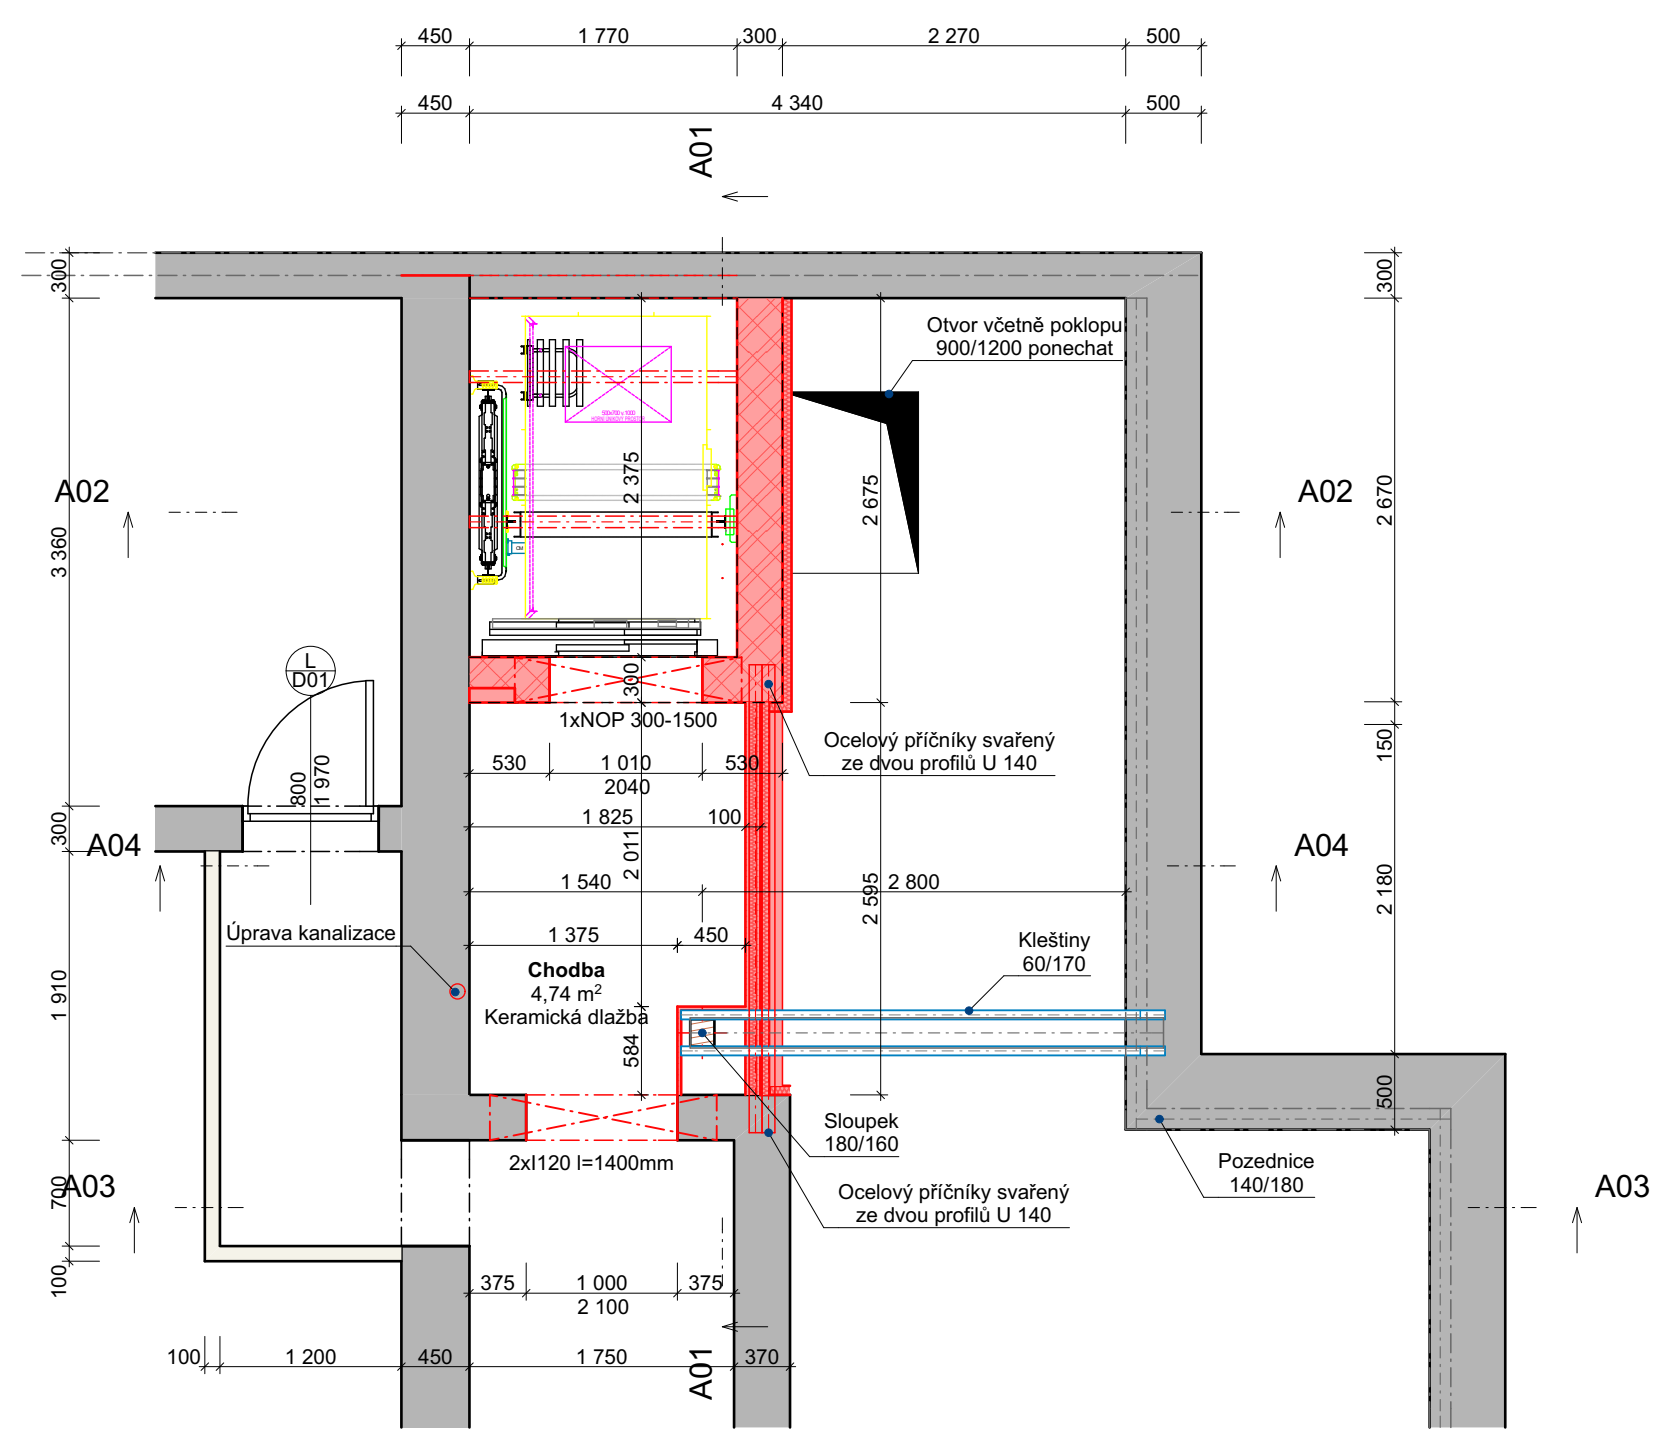 450
1 770
300
2 270
500
450
4 340
500
A01
300
300
Otvor včetně poklopu
900/1200 ponechat
500x700 v. 1000
2 375
2 675
2 670
A02
A02
3 360
CM
L
D01
300
1xNOP 300-1500
Ocelový příčníky svařený
ze dvou profilů U 140
150
530
1 010
530
2040
800
1 970
1 825
100
300
A04
2 011
A04
1 540
2 800
2 595
2 180
Úprava kanalizace
1 375
450
Kleštiny
60/170
Chodba
4,74 m²
Keramická dlažba
1 910
584
500
Sloupek
180/160
2xI120 l=1400mm
Pozednice
140/180
A03
700
Ocelový příčníky svařený
ze dvou profilů U 140
A03
100
375
1 000
375
2 100
100
1 200
450
1 750
A01
370